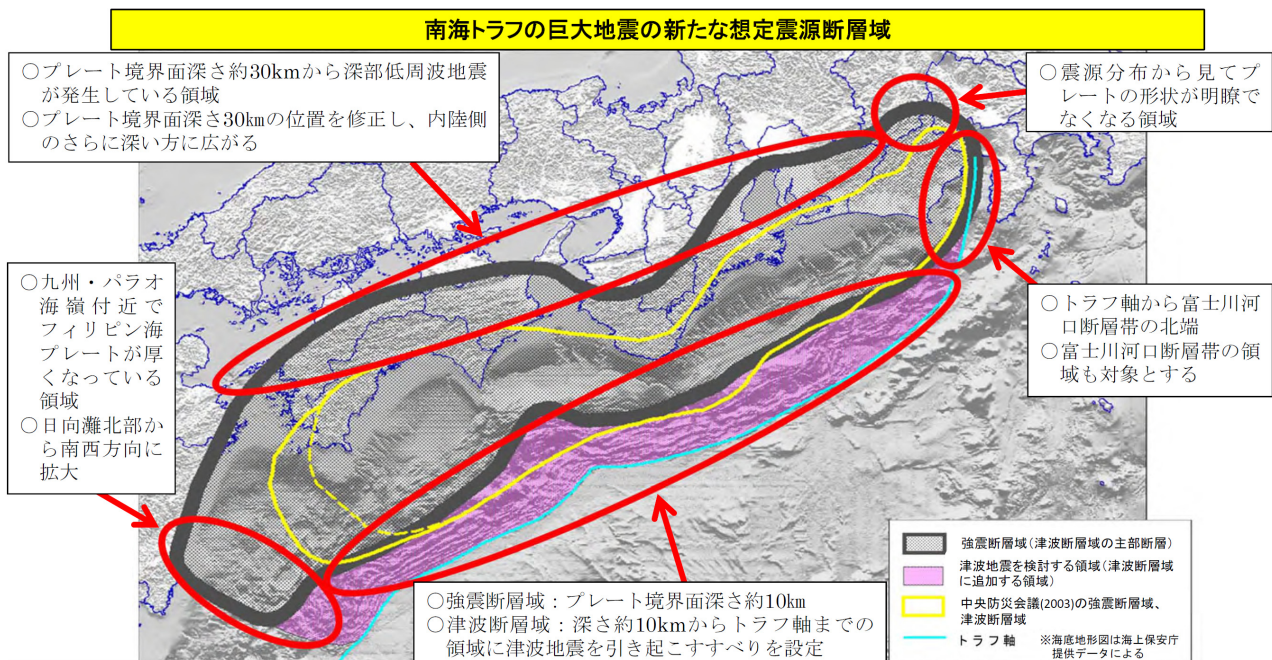 南海トラフの巨大地震の新たな想定震源断層域
○プレート境界面深さ約30kmから深部低周波地震
が発生している領域
○プレート境界面深さ30kmの位置を修正し、内陸側
のさらに深い方に広がる
○震源分布から見てプ
レートの形状が明瞭で
なくなる領域
○九州・パラオ
海嶺付近で
フィリピン海
プレートが厚
くなっている
領域
○日向灘北部か
ら南西方向に
拡大
○トラフ軸から富士川河
口断層帯の北端
○富士川河口断層帯の領
域も対象とする
○強震断層域：プレート境界面深さ約10km
○津波断層域：深さ約10kmからトラフ軸までの
領域に津波地震を引き起こすすべりを設定
強震断層域(津波断層域の主部断層)
津波地震を検討する領域(津波断層域
に追加する領域)
中央防災会議(2003)の強震断層域、
津波断層域
トラフ軸
※海底地形図は海上保安庁
提供データによる